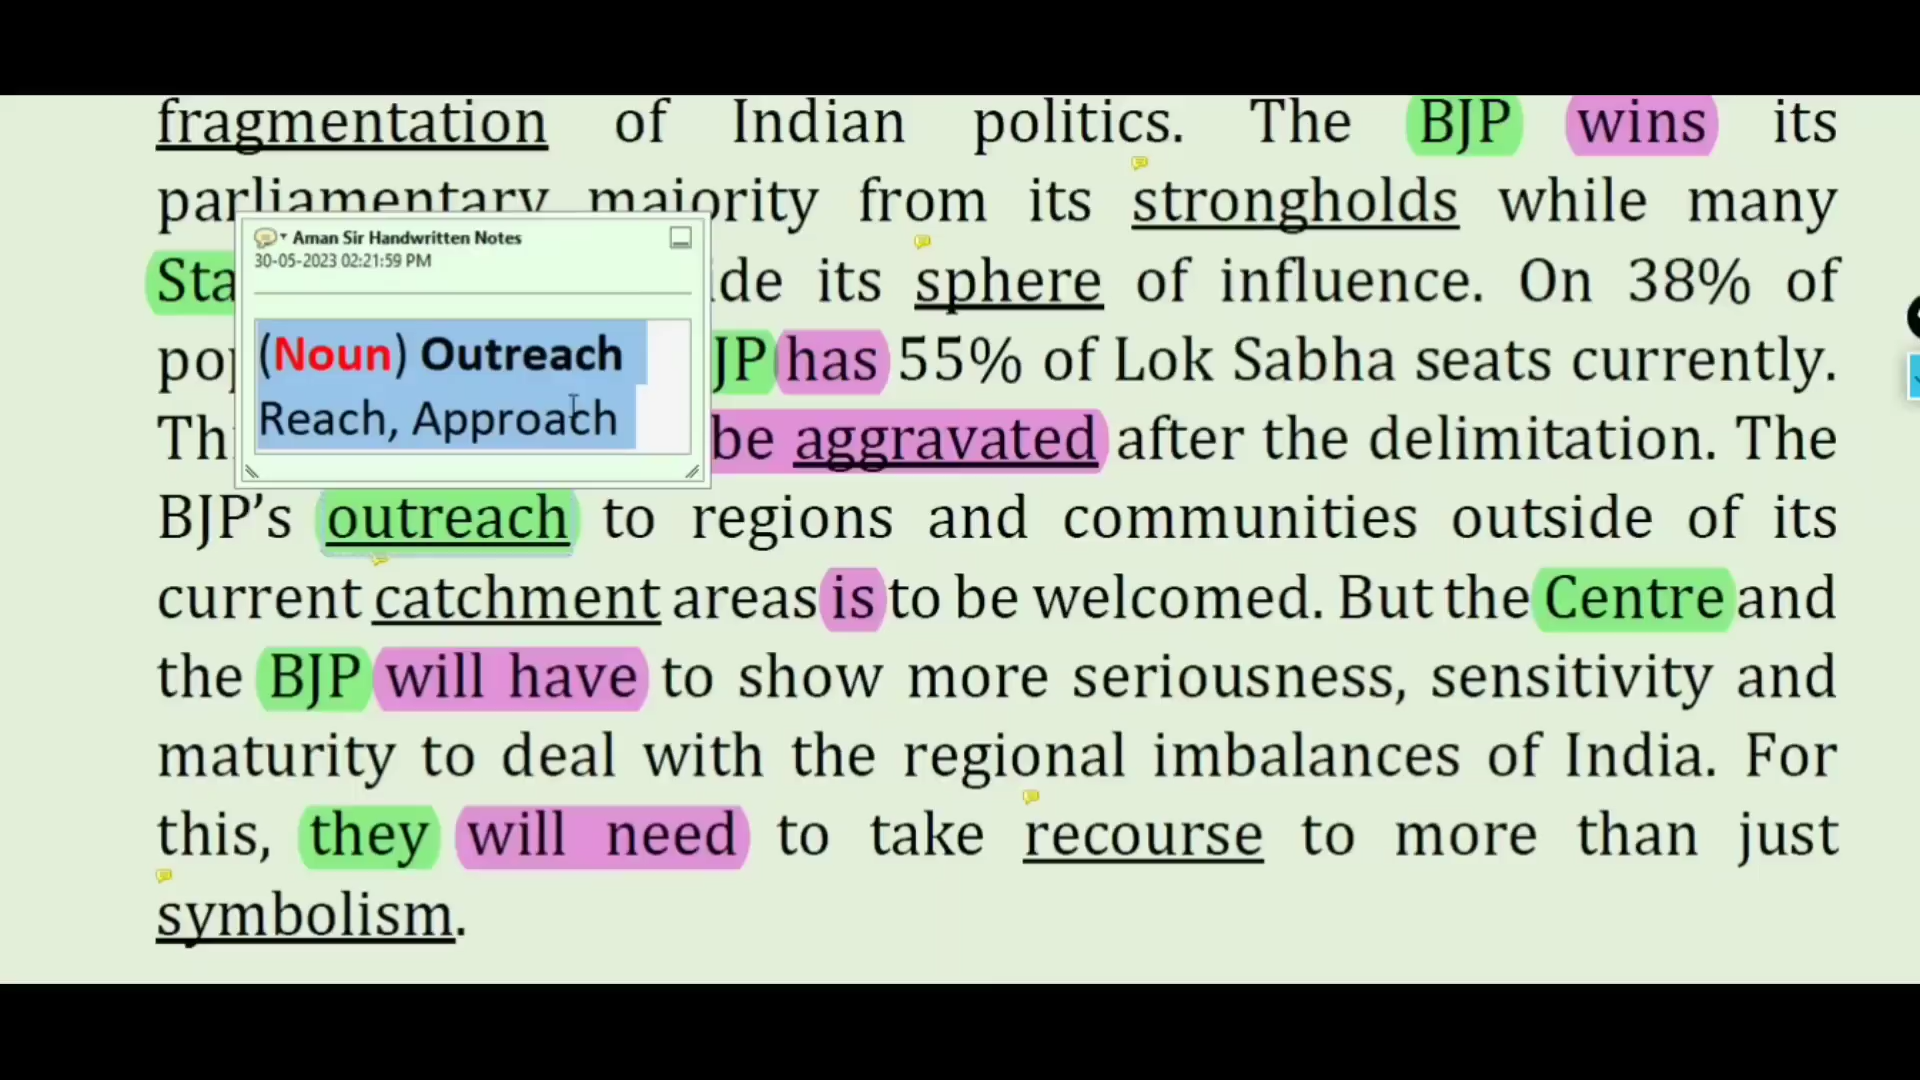 fragmentation of Indian politics. The BJP wins its
parliamentary majority from its strongholds while many
Aman Sir Handwritten Notes
30-05-2023 02:21:59 PM
its sphere of influence. On 38% of
(Noun) Outreach
Reach, Approach
has 55% of Lok Sabha seats currently.
be aggravated after the delimitation. The
BJP’s outreach to regions and communities outside of its
current catchment areas is to be welcomed. But the Centre and
the BJP will have to show more seriousness, sensitivity and
maturity to deal with the regional imbalances of India. For
this, they will need to take recourse to more than just
symbolism.